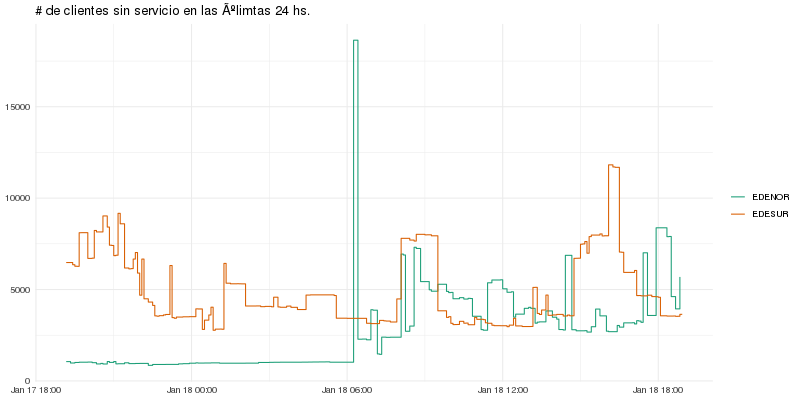 # de clientes sin servicio en las Ãºlimtas 24 hs.
15000
10000
5000
0
Jan 17 18:00
Jan 18 00:00
Jan 18 06:00
Jan 18 12:00
Jan 18 18:00
EDENOR
EDESUR